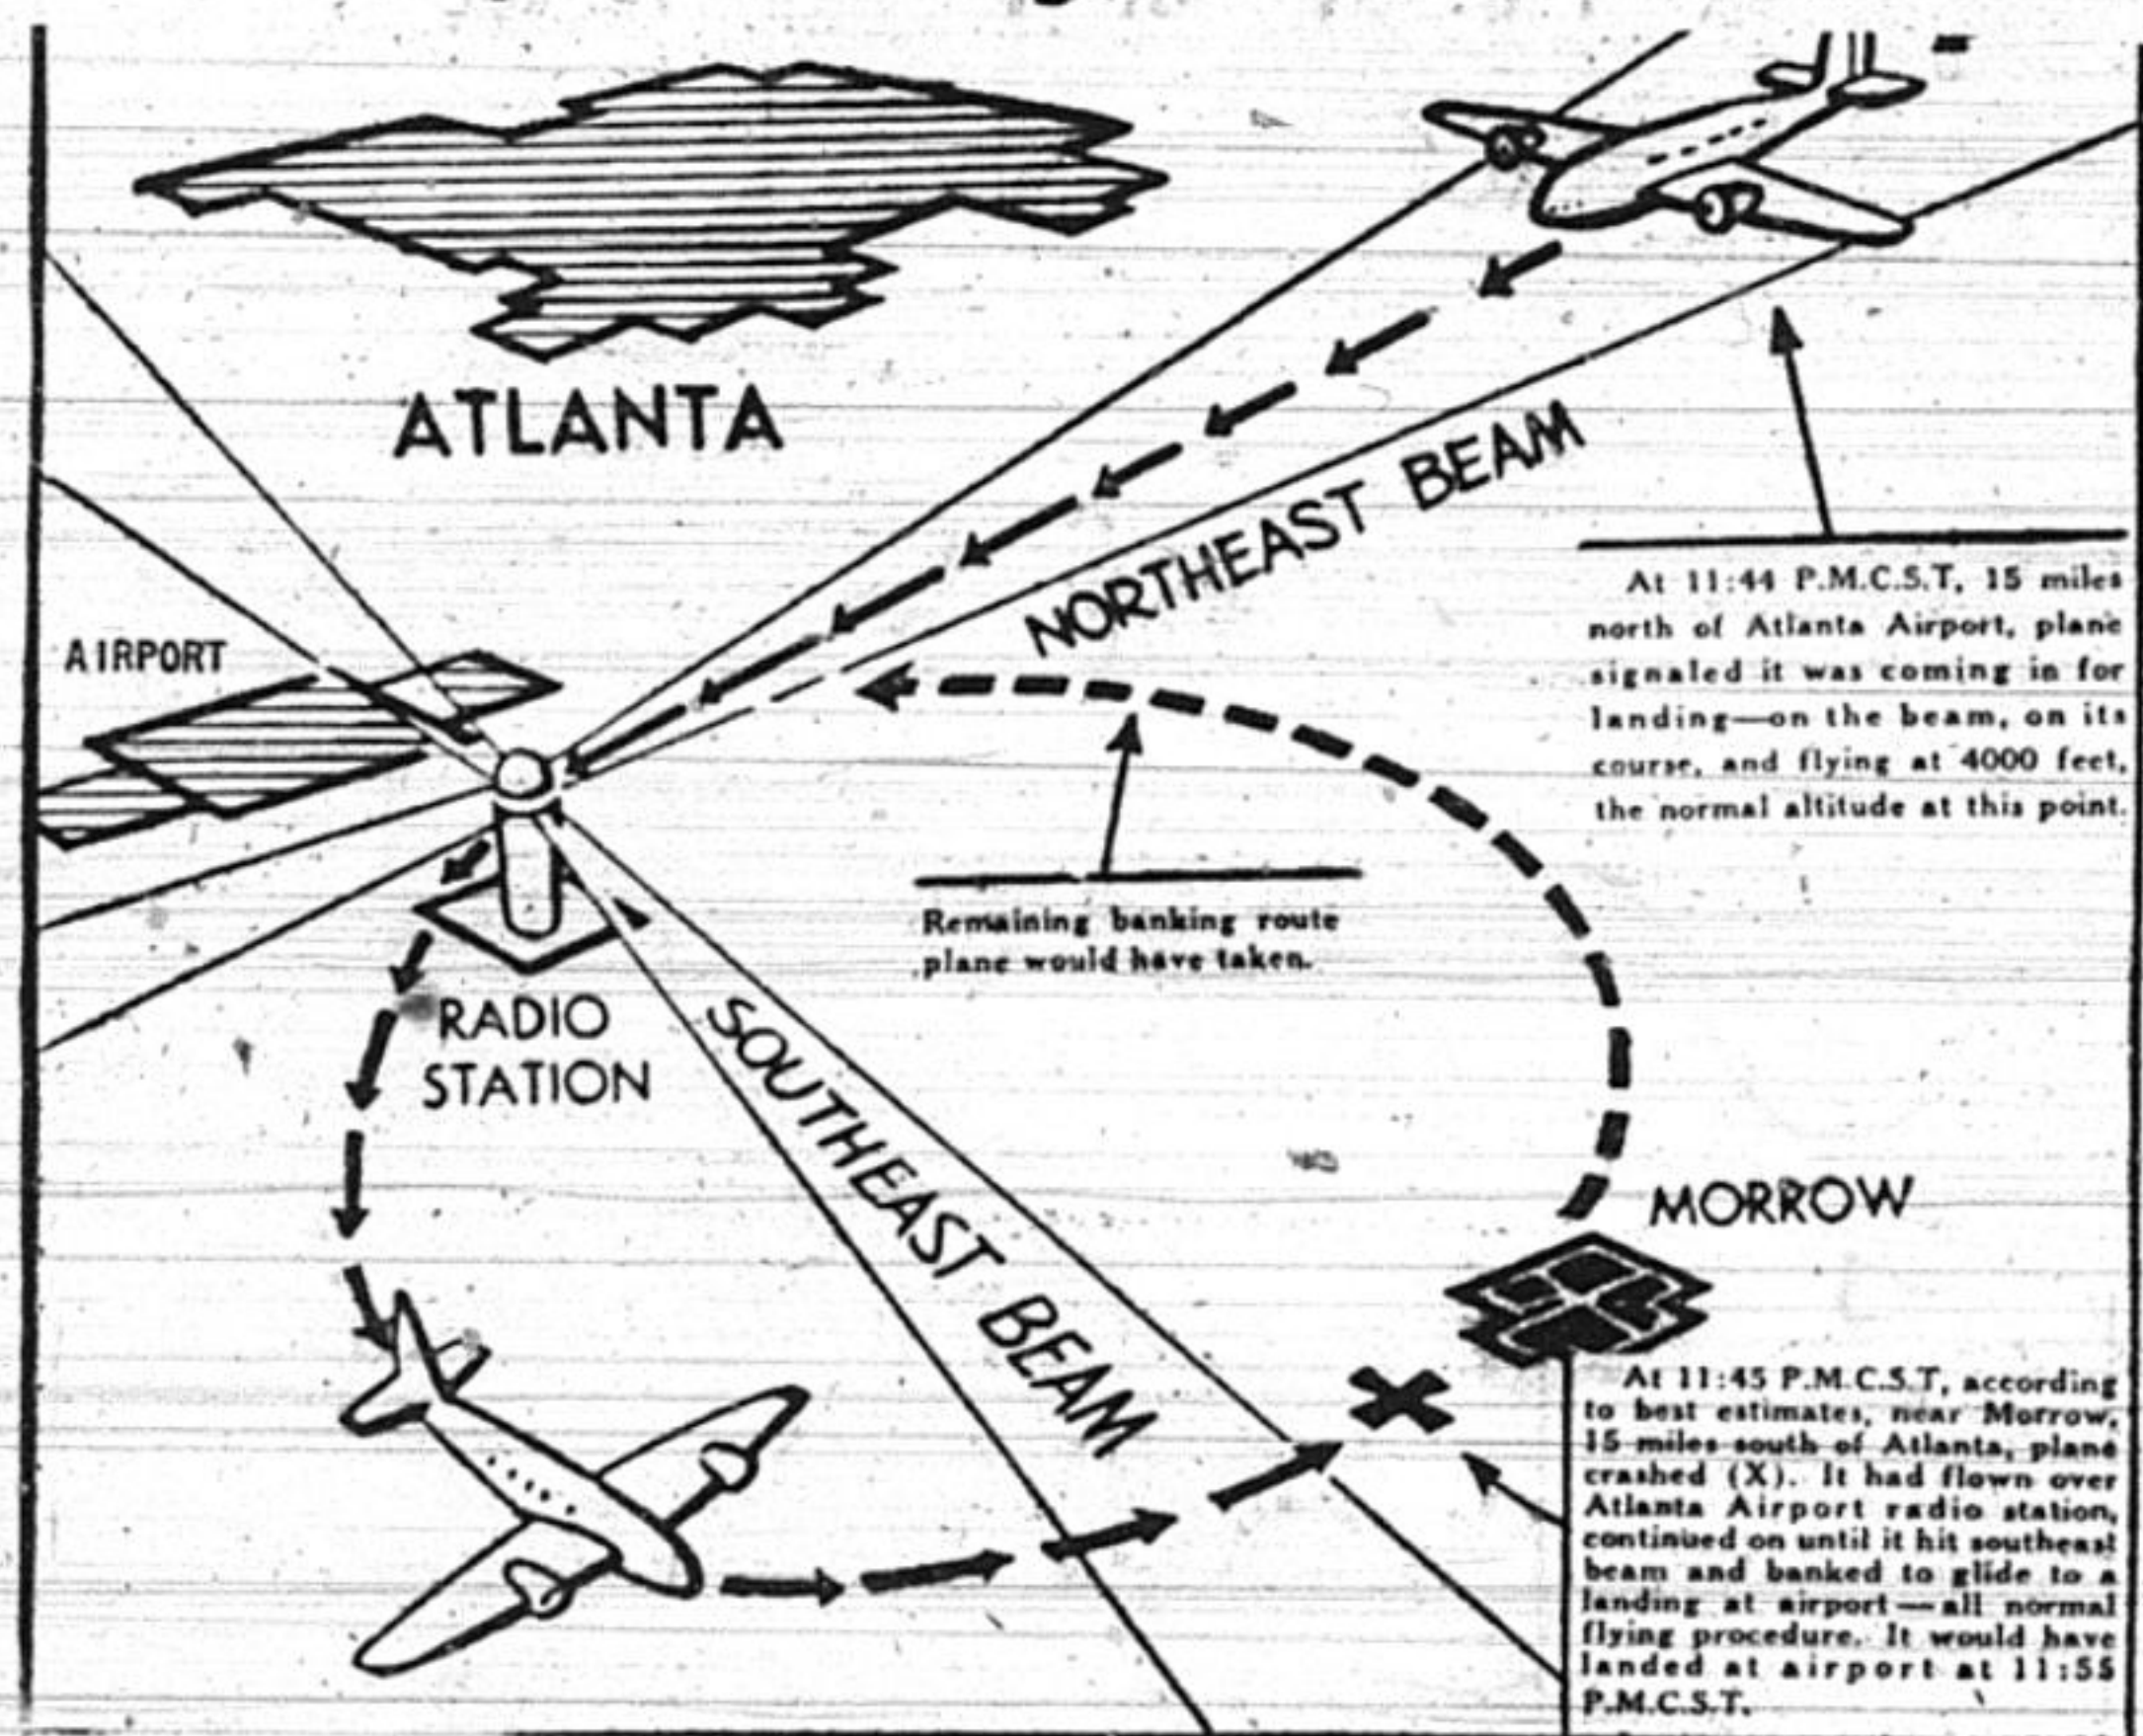 ATLANTA
NORTHEAST BEAM
At 11:44 P.M.C.S.T, 15 miles
north of Atlanta Airport, plane
signaled it was coming in for
landing—on the beam, on its
course, and flying at 4000 feet,
the normal altitude at this point.
AIRPORT
Remaining banking route
plane would have taken.
RADIO
STATION
SOUTHEAST BEAM
MORROW
At 11:45 P.M.C.S.T, according
to best estimates, near Morrow,
15 miles south of Atlanta, plane
crashed (X). It had flown over
Atlanta Airport radio station,
continued on until it hit southeast
beam and banked to glide to a
landing at airport—all normal
flying procedure. It would have
landed at airport at 11:55
P.M.C.S.T.